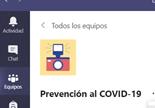 Actividad
< Todos los equipos
Chat
Equipos
Prevención al COVID-19